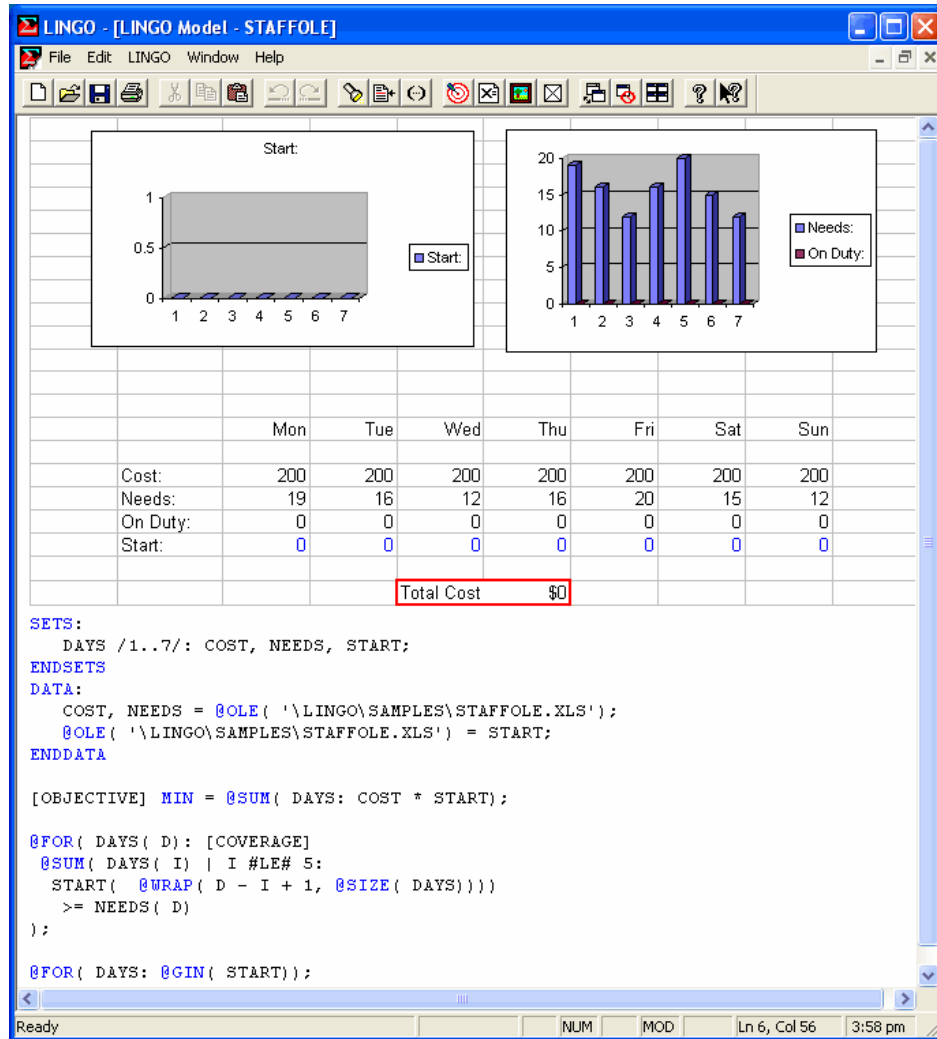 LINGO - [LINGO Model - STAFFOLE]
File Edit LINGO Window Help
Start:
1
0.5
0
1 2 3 4 5 6 7
Start:
20
15
10
5
0
1 2 3 4 5 6 7
Needs:
On Duty:
Mon Tue Wed Thu Fri Sat Sun
Cost: 200 200 200 200 200 200 200
Needs: 19 16 12 16 20 15 12
On Duty: 0 0 0 0 0 0 0
Start: 0 0 0 0 0 0 0
Total Cost $0
SETS:
DAYS /1..7/: COST, NEEDS, START;
ENDSETS
DATA:
COST, NEEDS = @OLE( '\LINGO\SAMPLES\STAFFOLE.XLS');
@OLE( '\LINGO\SAMPLES\STAFFOLE.XLS') = START;
ENDDATA
[OBJECTIVE] MIN = @SUM( DAYS: COST * START);
@FOR( DAYS( D): [COVERAGE]
@SUM( DAYS( I) | I #LE# 5:
START( @WRAP( D - I + 1, @SIZE( DAYS))))
>= NEEDS( D)
);
@FOR( DAYS: @GIN( START));
Ready NUM MOD Ln 6, Col 56 3:58 pm